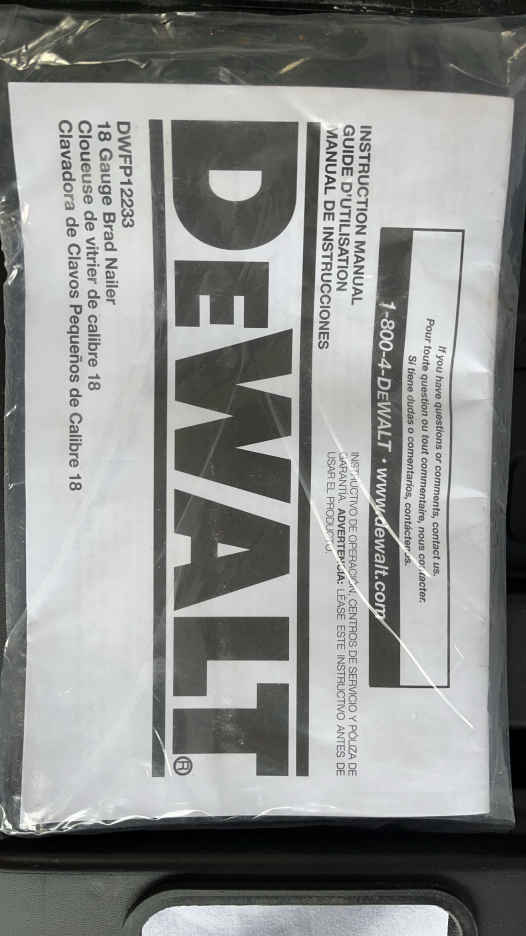 If you have questions or comments, contact us.
Pour toute question ou tout commentaire, nous contacter.
Si tiene dudas o comentarios, contáctenos.
1-800-4-DEWALT • www.dewalt.com
INSTRUCTION MANUAL
GUIDE D'UTILISATION
MANUAL DE INSTRUCCIONES
INSTRUCTIVO DE OPERACIÓN, CENTROS DE SERVICIO Y PÓLIZA DE
GARANTÍA. ADVERTENCIA: LÉASE ESTE INSTRUCTIVO ANTES DE
USAR EL PRODUCTO.
DEWALT®
DWFP12233
18 Gauge Brad Nailer
Cloueuse de vitrier de calibre 18
Clavadora de Clavos Pequeños de Calibre 18